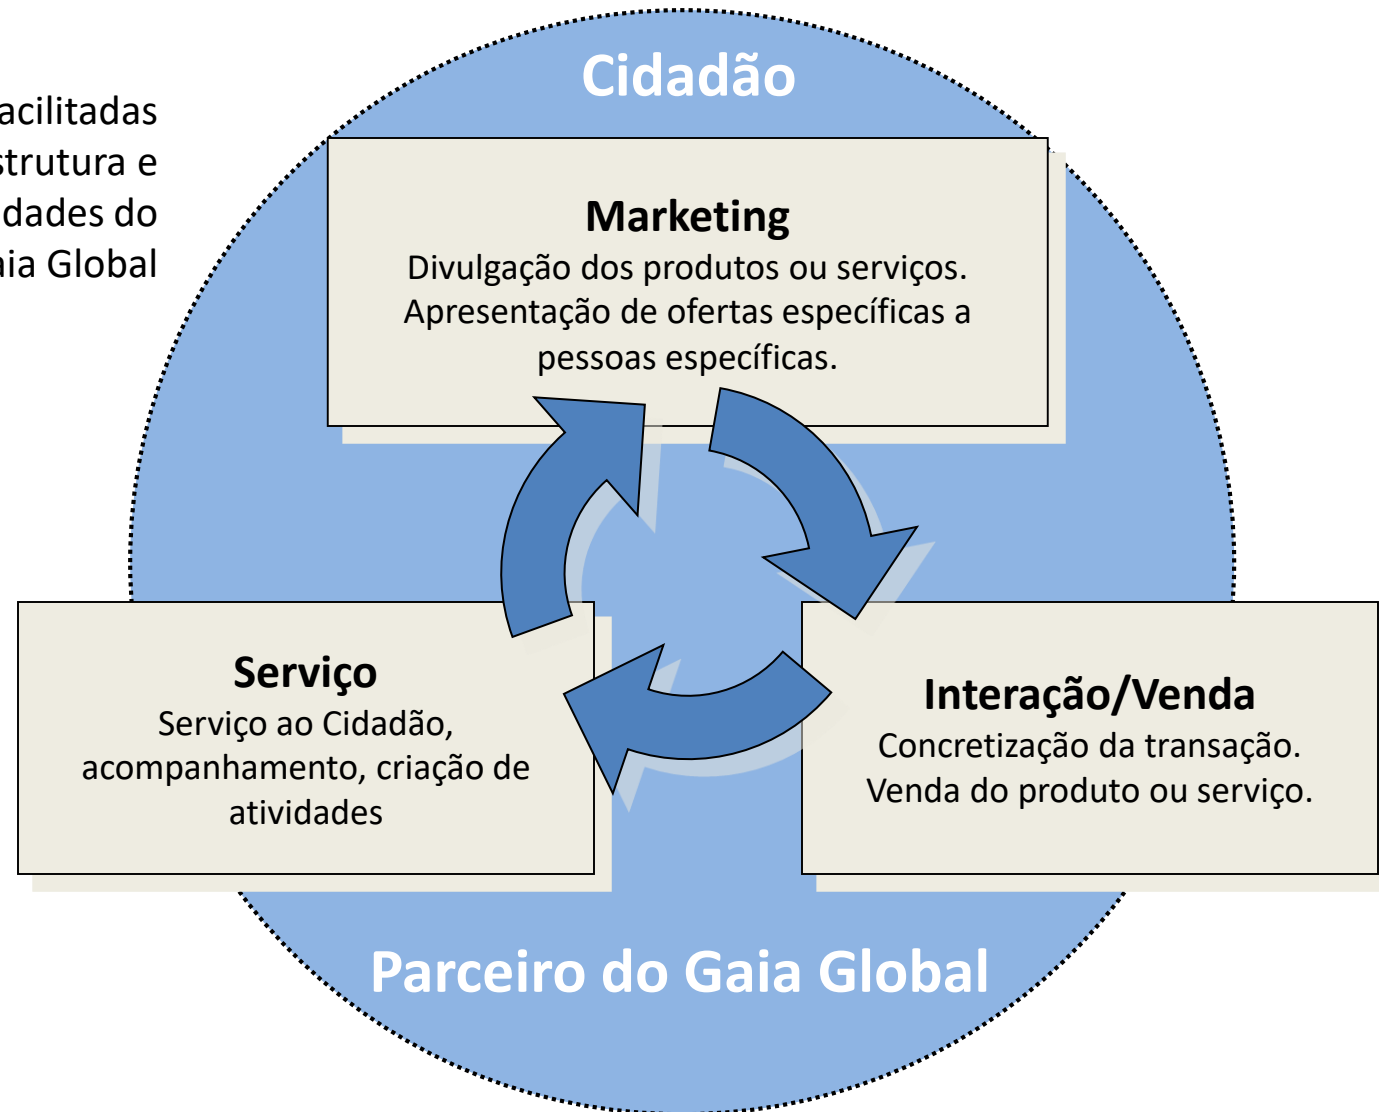 Cidadão
acilitadas
strutura e
dades do
aia Global
Marketing
Divulgação dos produtos ou serviços.
Apresentação de ofertas específicas a
pessoas específicas.
Serviço
Serviço ao Cidadão,
acompanhamento, criação de
atividades
Interação/Venda
Concretização da transação.
Venda do produto ou serviço.
Parceiro do Gaia Global